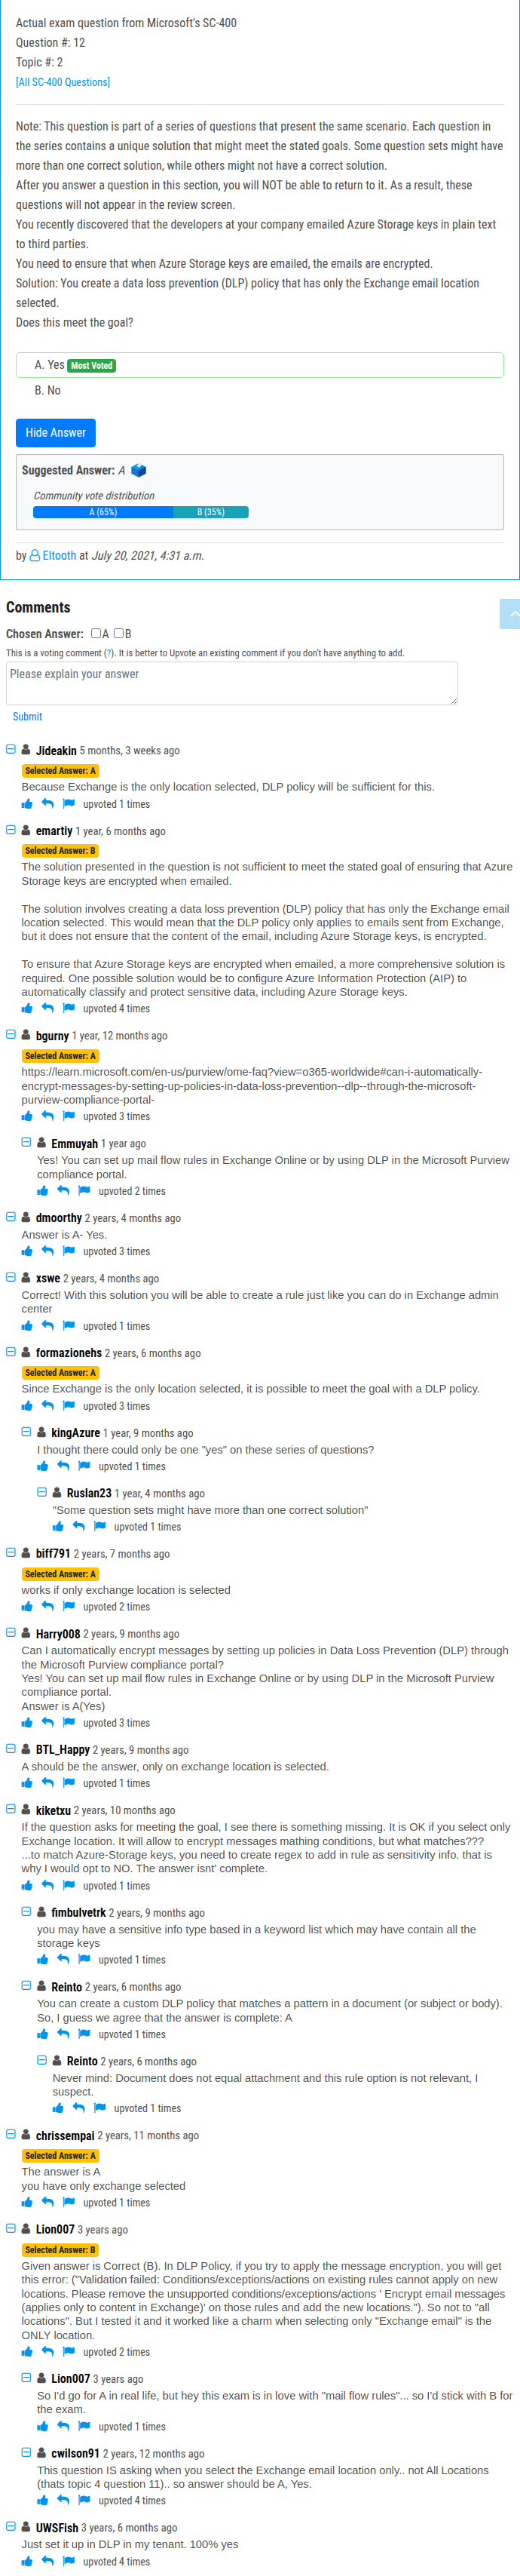 Actual exam question from Microsoft's SC-400
Question #: 12
Topic #: 2
[All SC-400 Questions]
Note: This question is part of a series of questions that present the same scenario. Each question in
the series contains a unique solution that might meet the stated goals. Some question sets might have
more than one correct solution, while others might not have a correct solution.
After you answer a question in this section, you will NOT be able to return to it. As a result, these
questions will not appear in the review screen.
You recently discovered that the developers at your company emailed Azure Storage keys in plain text
to third parties.
You need to ensure that when Azure Storage keys are emailed, the emails are encrypted.
Solution: You create a data loss prevention (DLP) policy that has only the Exchange email location
selected.
Does this meet the goal?
A. Yes Most Voted
B. No
Hide Answer
Suggested Answer: A
Community vote distribution
A (65%) B (35%)
by Eltooth at July 20, 2021, 4:31 a.m.
Comments
Chosen Answer: A B
This is a voting comment (?). It is better to Upvote an existing comment if you don't have anything to add.
Please explain your answer
Submit
Jideakin 5 months, 3 weeks ago
Selected Answer: A
Because Exchange is the only location selected, DLP policy will be sufficient for this.
upvoted 1 times
emartiy 1 year, 6 months ago
Selected Answer: B
The solution presented in the question is not sufficient to meet the stated goal of ensuring that Azure
Storage keys are encrypted when emailed.
The solution involves creating a data loss prevention (DLP) policy that has only the Exchange email
location selected. This would mean that the DLP policy only applies to emails sent from Exchange,
but it does not ensure that the content of the email, including Azure Storage keys, is encrypted.
To ensure that Azure Storage keys are encrypted when emailed, a more comprehensive solution is
required. One possible solution would be to configure Azure Information Protection (AIP) to
automatically classify and protect sensitive data, including Azure Storage keys.
upvoted 4 times
bgurny 1 year, 12 months ago
Selected Answer: A
https://learn.microsoft.com/en-us/purview/ome-faq?view=o365-worldwide#can-i-automatically-
encrypt-messages-by-setting-up-policies-in-data-loss-prevention--dlp--through-the-microsoft-
purview-compliance-portal-
upvoted 3 times
Emmuyah 1 year ago
Yes! You can set up mail flow rules in Exchange Online or by using DLP in the Microsoft Purview
compliance portal.
upvoted 2 times
dmoorthy 2 years, 4 months ago
Answer is A- Yes.
upvoted 3 times
xswe 2 years, 4 months ago
Correct! With this solution you will be able to create a rule just like you can do in Exchange admin
center
upvoted 1 times
formazionehs 2 years, 6 months ago
Selected Answer: A
Since Exchange is the only location selected, it is possible to meet the goal with a DLP policy.
upvoted 3 times
kingAzure 1 year, 9 months ago
I thought there could only be one "yes" on these series of questions?
upvoted 1 times
Ruslan23 1 year, 4 months ago
"Some question sets might have more than one correct solution"
upvoted 1 times
biff791 2 years, 7 months ago
Selected Answer: A
works if only exchange location is selected
upvoted 2 times
Harry008 2 years, 9 months ago
Can I automatically encrypt messages by setting up policies in Data Loss Prevention (DLP) through
the Microsoft Purview compliance portal?
Yes! You can set up mail flow rules in Exchange Online or by using DLP in the Microsoft Purview
compliance portal.
Answer is A(Yes)
upvoted 3 times
BTL_Happy 2 years, 9 months ago
A should be the answer, only on exchange location is selected.
upvoted 1 times
kiketxu 2 years, 10 months ago
If the question asks for meeting the goal, I see there is something missing. It is OK if you select only
Exchange location. It will allow to encrypt messages mathing conditions, but what matches???
...to match Azure-Storage keys, you need to create regex to add in rule as sensitivity info. that is
why I would opt to NO. The answer isnt' complete.
upvoted 1 times
fimbulvetrk 2 years, 9 months ago
you may have a sensitive info type based in a keyword list which may have contain all the
storage keys
upvoted 1 times
Reinto 2 years, 6 months ago
You can create a custom DLP policy that matches a pattern in a document (or subject or body).
So, I guess we agree that the answer is complete: A
upvoted 1 times
Reinto 2 years, 6 months ago
Never mind: Document does not equal attachment and this rule option is not relevant, I
suspect.
upvoted 1 times
chrissempai 2 years, 11 months ago
Selected Answer: A
The answer is A
you have only exchange selected
upvoted 1 times
Lion007 3 years ago
Selected Answer: B
Given answer is Correct (B). In DLP Policy, if you try to apply the message encryption, you will get
this error: ("Validation failed: Conditions/exceptions/actions on existing rules cannot apply on new
locations. Please remove the unsupported conditions/exceptions/actions ' Encrypt email messages
(applies only to content in Exchange)' on those rules and add the new locations."). So not to "all
locations". But I tested it and it worked like a charm when selecting only "Exchange email" is the
ONLY location.
upvoted 2 times
Lion007 3 years ago
So I'd go for A in real life, but hey this exam is in love with "mail flow rules"... so I'd stick with B for
the exam.
upvoted 1 times
cwilson91 2 years, 12 months ago
This question IS asking when you select the Exchange email location only.. not All Locations
(thats topic 4 question 11).. so answer should be A, Yes.
upvoted 4 times
UWSFish 3 years, 6 months ago
Just set it up in DLP in my tenant. 100% yes
upvoted 4 times